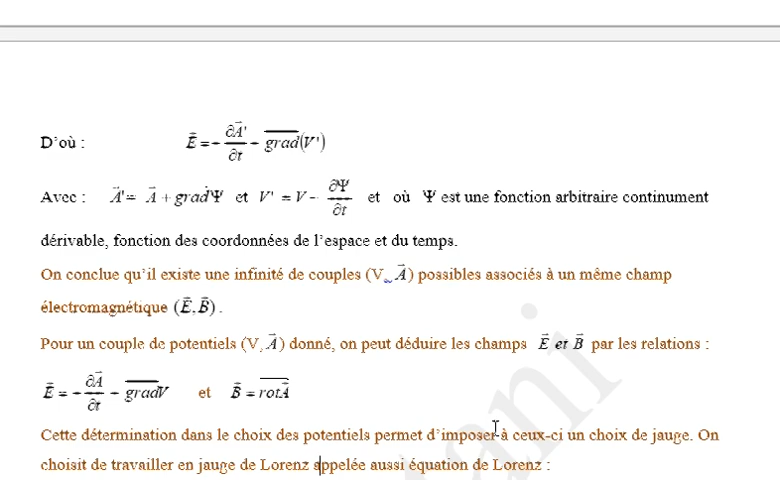 D'où : E⃗ = - ∂A⃗'/∂t - grad(V')
Avec : A⃗' = A⃗ + gradΨ et V' = V - ∂Ψ/∂t et où Ψ est une fonction arbitraire continument
dérivable, fonction des coordonnées de l'espace et du temps.
On conclue qu'il existe une infinité de couples (V, A⃗) possibles associés à un même champ
électromagnétique (E⃗, B⃗).
Pour un couple de potentiels (V, A⃗) donné, on peut déduire les champs E⃗ et B⃗ par les relations :
E⃗ = - ∂A⃗/∂t - gradV et B⃗ = rotA⃗
Cette détermination dans le choix des potentiels permet d'imposer à ceux-ci un choix de jauge. On
choisit de travailler en jauge de Lorenz appelée aussi équation de Lorenz :